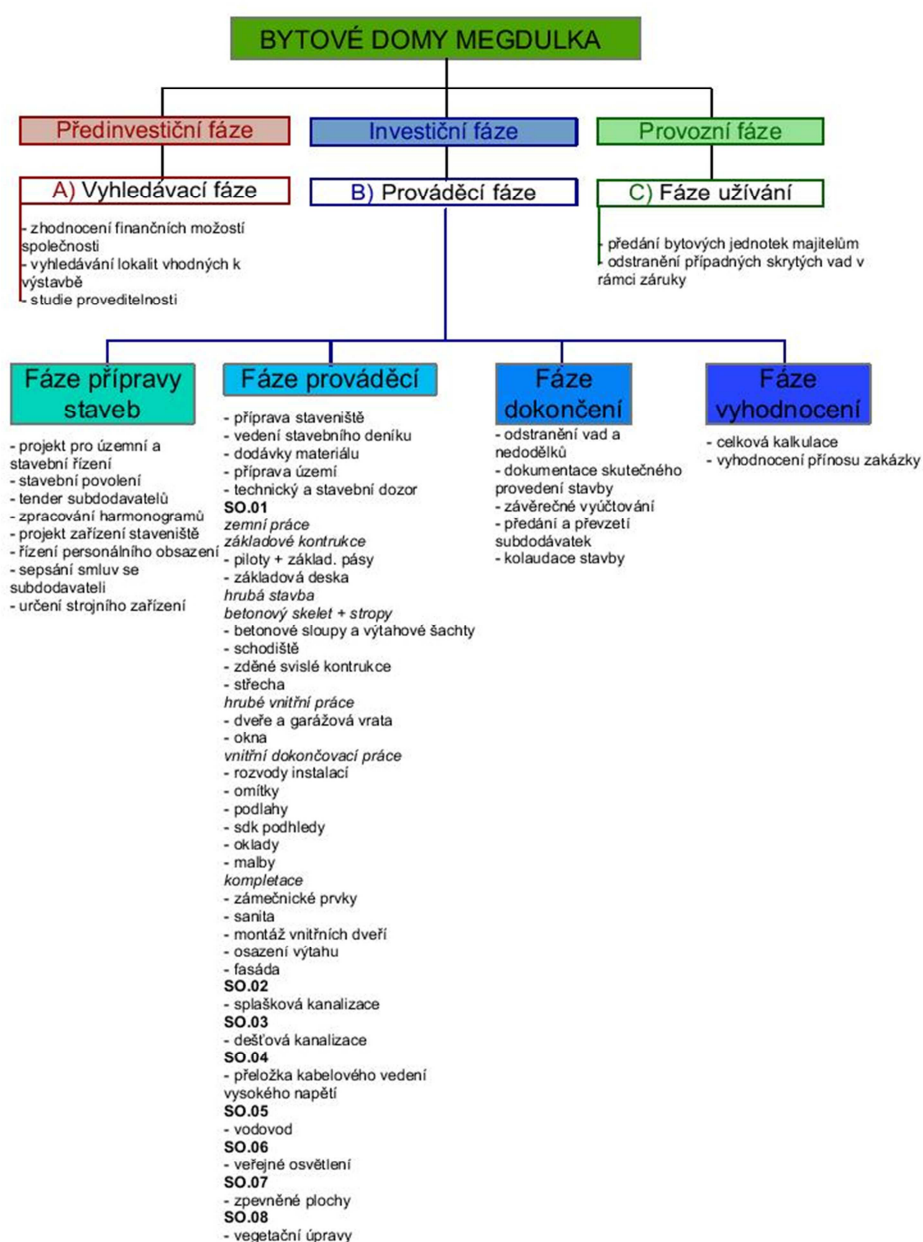 BYTOVÉ DOMY MEGDULKA
Předinvestiční fáze
Investiční fáze
Provozní fáze
A) Vyhledávací fáze
B) Prováděcí fáze
C) Fáze užívání
- zhodnocení finančních možostí
společnosti
- vyhledávání lokalit vhodných k
výstavbě
- studie proveditelnosti
- předání bytových jednotek majitelům
- odstranění případných skrytých vad v
rámci záruky
Fáze přípravy
staveb
- projekt pro územní a
stavební řízení
- stavební povolení
- tender subdodavatelů
- zpracování harmonogramů
- projekt zařízení staveniště
- řízení personálního obsazení
- sepsání smluv se
subdodavateli
- určení strojního zařízení
Fáze prováděcí
- příprava staveniště
- vedení stavebního deníku
- dodávky materiálu
- příprava území
- technický a stavební dozor
SO.01
zemní práce
základové kontrukce
- piloty + základ. pásy
- základová deska
hrubá stavba
betonový skelet + stropy
- betonové sloupy a výtahové šachty
- schodiště
- zděné svislé kontrukce
- střecha
hrubé vnitřní práce
- dveře a garážová vrata
- okna
vnitřní dokončovací práce
- rozvody instalací
- omítky
- podlahy
- sdk podhledy
- oklady
- malby
kompletace
- zámečnické prvky
- sanita
- montáž vnitřních dveří
- osazení výtahu
- fasáda
SO.02
- splašková kanalizace
SO.03
- dešťová kanalizace
SO.04
- přeložka kabelového vedení
vysokého napětí
SO.05
- vodovod
SO.06
- veřejné osvětlení
SO.07
- zpevněné plochy
SO.08
- vegetační úpravy
Fáze
dokončení
- odstranění vad a
nedodělků
- dokumentace skutečného
provedení stavby
- závěrečné vyúčtování
- předání a převzetí
subdodávatek
- kolaudace stavby
Fáze
vyhodnocení
- celková kalkulace
- vyhodnocení přínosu zakázky